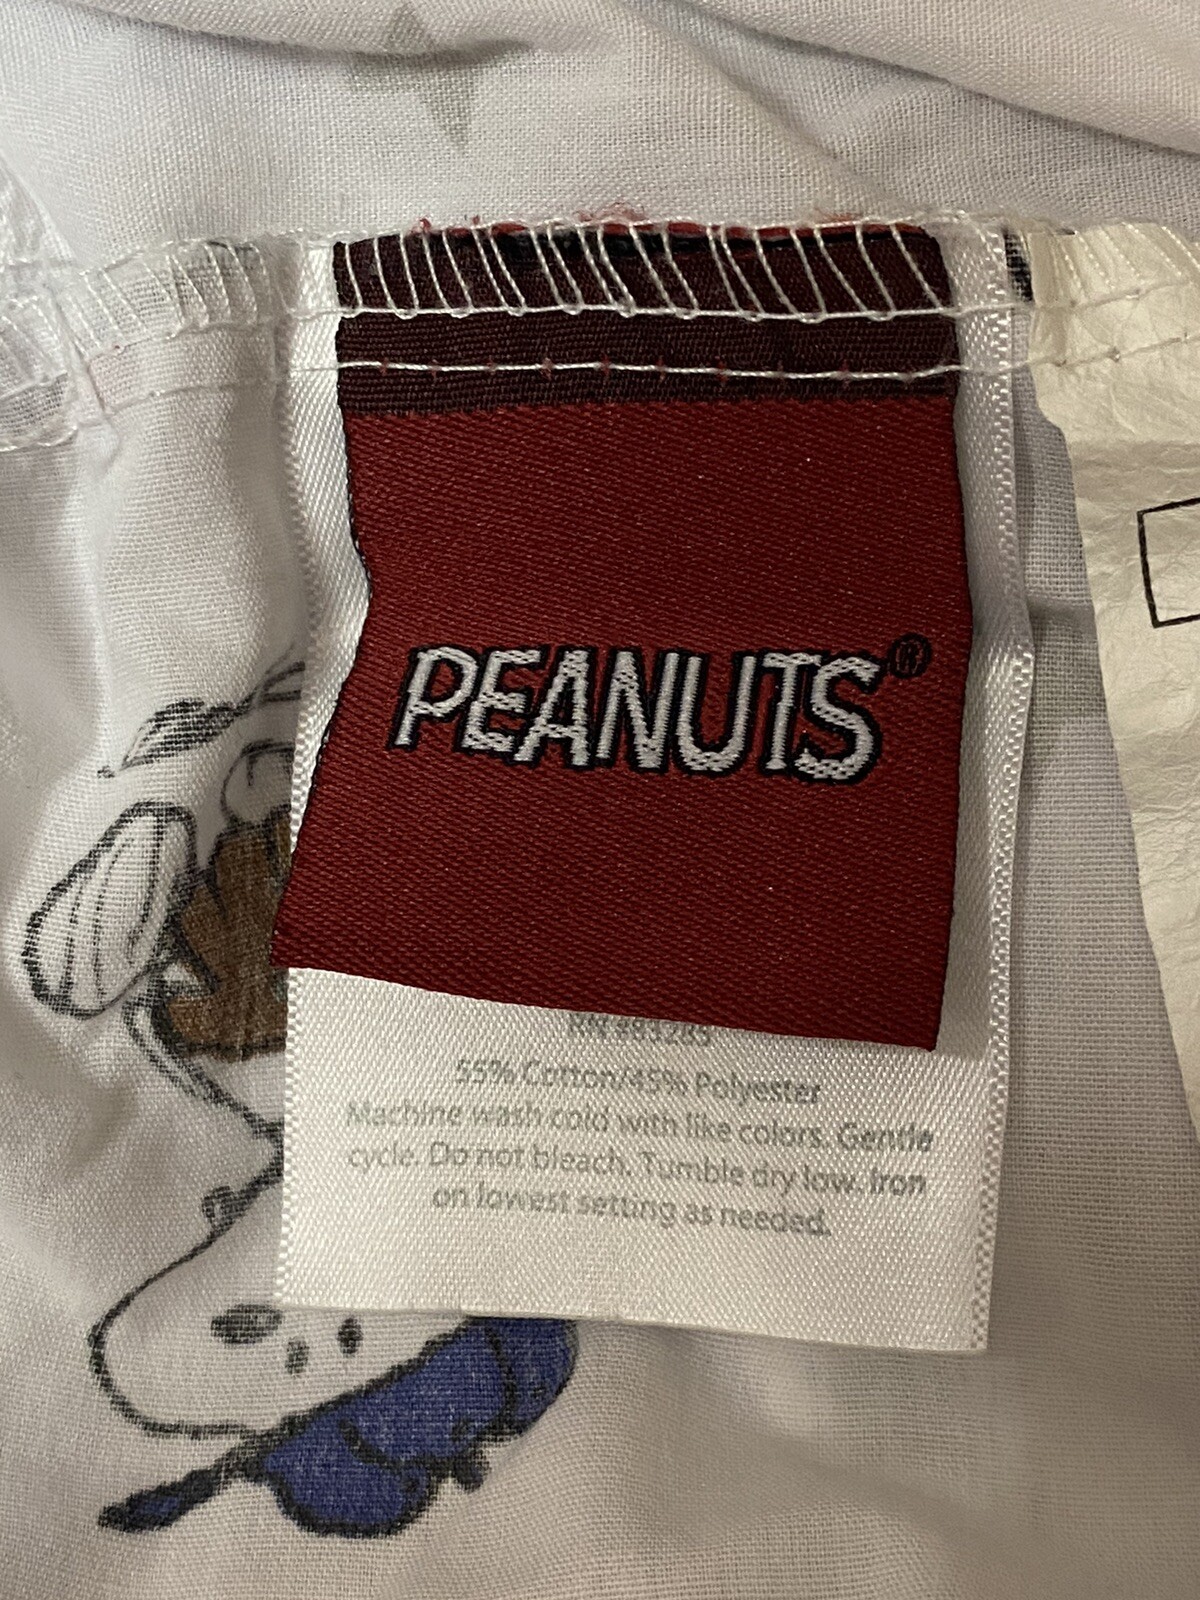 PEANUTS®
55% Cotton/45% Polyester
Machine wash cold with like colors. Gentle
cycle. Do not bleach. Tumble dry low. Iron
on lowest setting as needed.